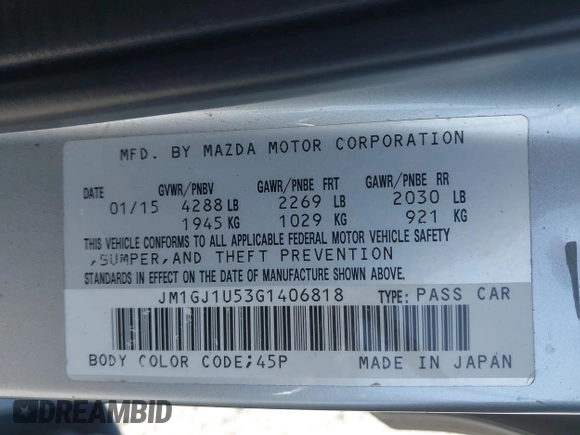 MFD. BY MAZDA MOTOR CORPORATION
DATE GVWR/PNBV GAWR/PNBE FRT GAWR/PNBE RR
01/15 4288 LB 2269 LB 2030 LB
1945 KG 1029 KG 921 KG
THIS VEHICLE CONFORMS TO ALL APPLICABLE FEDERAL MOTOR VEHICLE SAFETY
,BUMPER,AND THEFT PREVENTION
STANDARDS IN EFFECT ON THE DATE OF MANUFACTURE SHOWN ABOVE.
JM1GJ1U53G1406818 TYPE: PASS CAR
BODY COLOR CODE;45P MADE IN JAPAN
DREAMBID